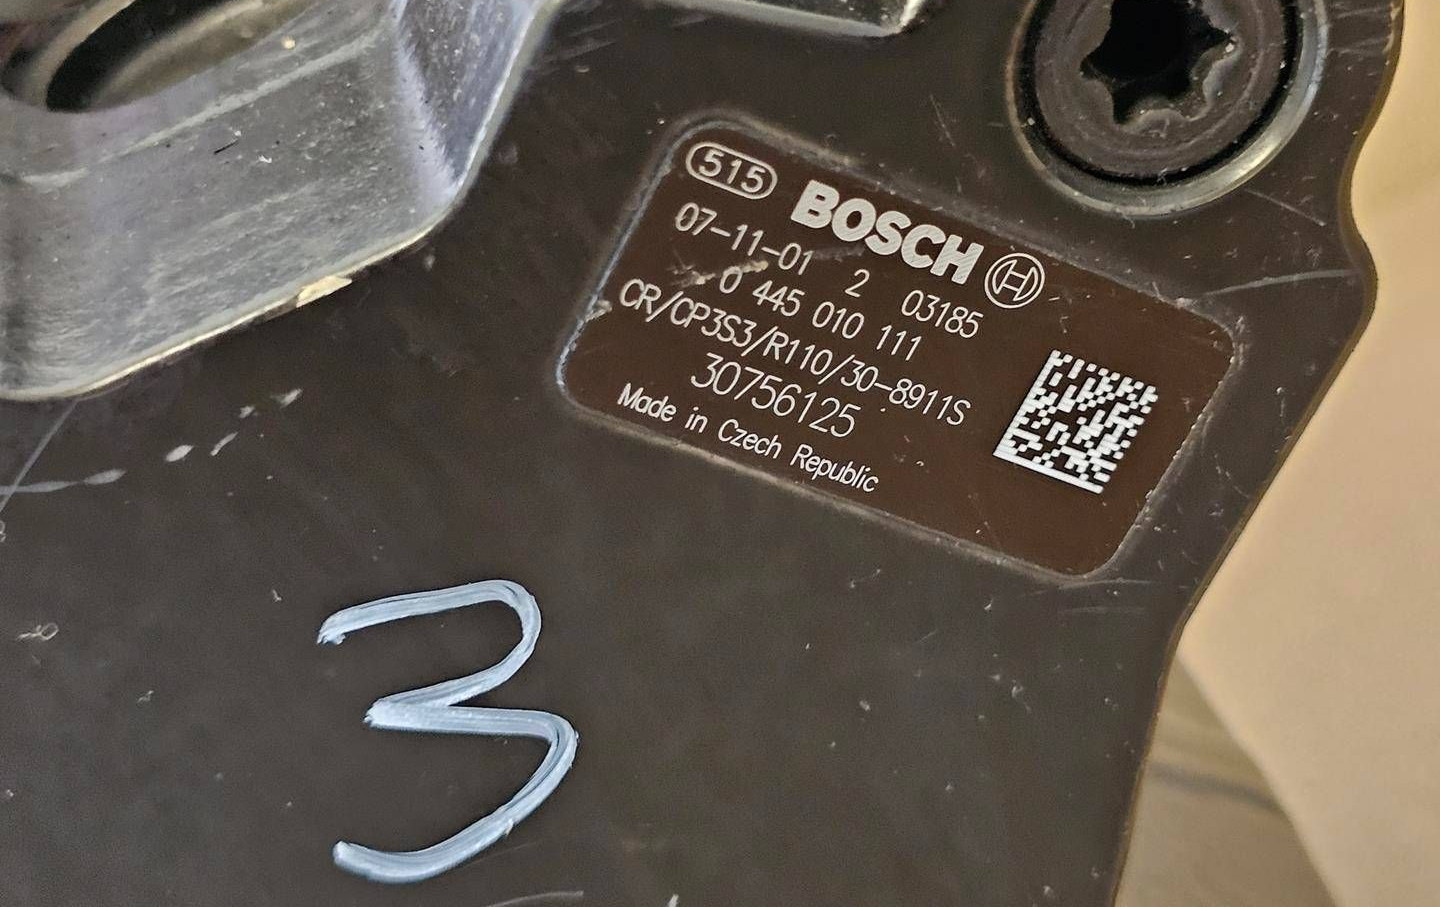 515 BOSCH
07-11-01 2 03185
0 445 010 111
CR/CP3S3/R110/30-8911S
30756125
Made in Czech Republic
3